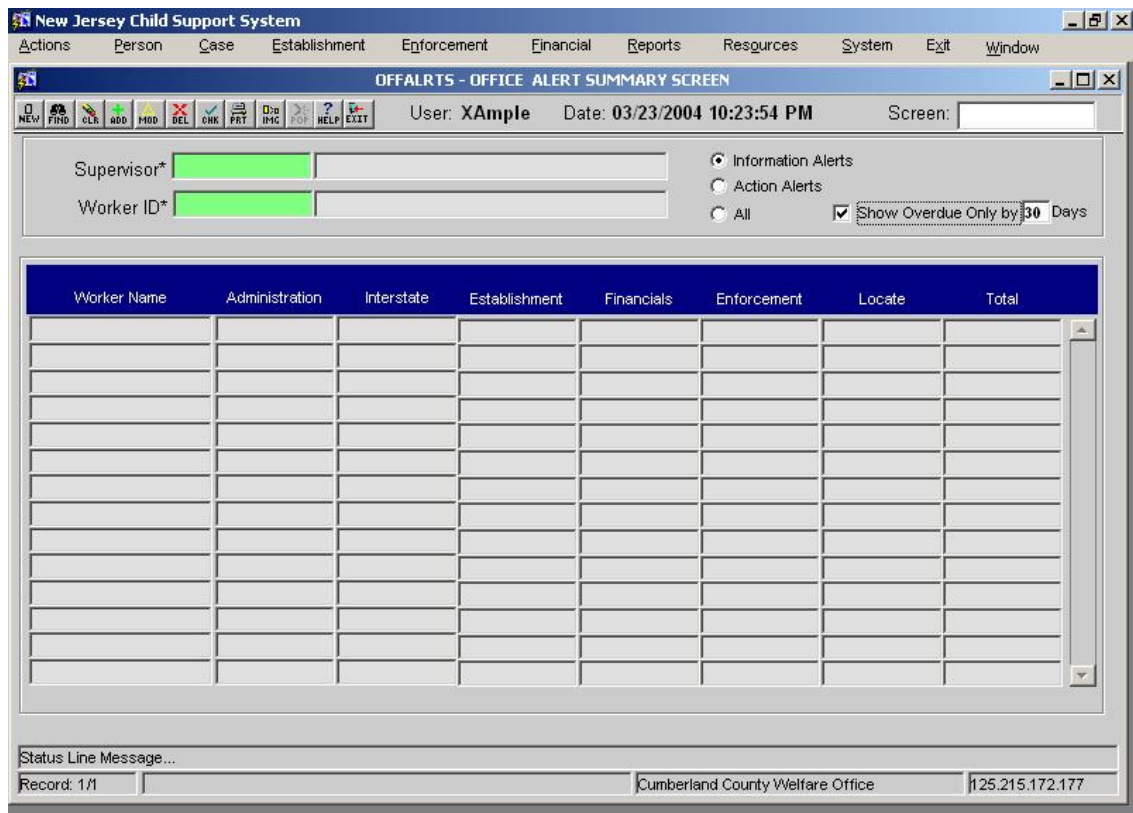 New Jersey Child Support System
Actions Person Case Establishment Enforcement Financial Reports Resources System Exit Window
OFFALRTS - OFFICE ALERT SUMMARY SCREEN
NEW FIND CLR ADD MOD DEL CHK PRT IMG POP HELP EXIT User: XAmple Date: 03/23/2004 10:23:54 PM Screen:
Supervisor* Information Alerts
Action Alerts
Worker ID* All Show Overdue Only by 30 Days
Worker Name Administration Interstate Establishment Financials Enforcement Locate Total
Status Line Message...
Record: 1/1 Cumberland County Welfare Office 125.215.172.177